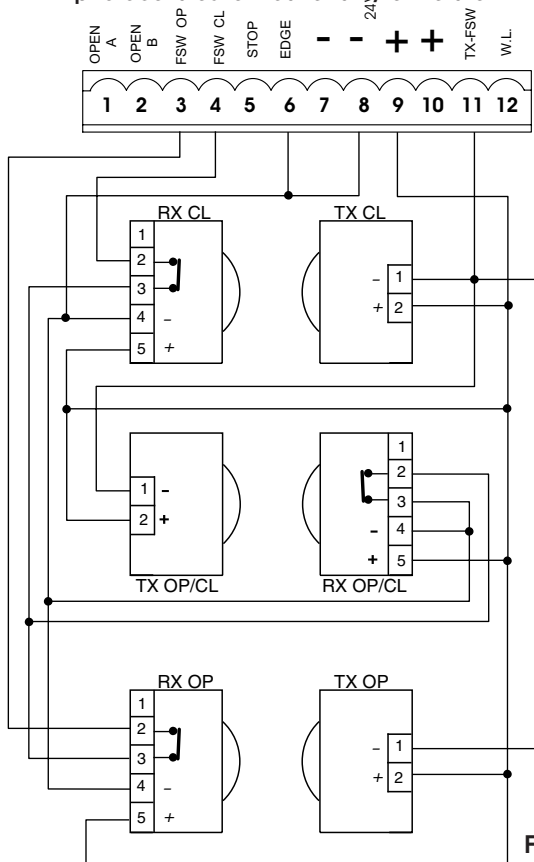 OPEN A
OPEN B
FSW OP
FSW CL
STOP
EDGE
-
-
24
+
+
TX-FSW
W.L.
1 2 3 4 5 6 7 8 9 10 11 12
RX CL
1
2
3
4 -
5 +
TX CL
- 1
+ 2
1 -
2 +
TX OP/CL
1
2
3
- 4
+ 5
RX OP/CL
RX OP
1
2
3
4 -
5 +
TX OP
- 1
+ 2
F